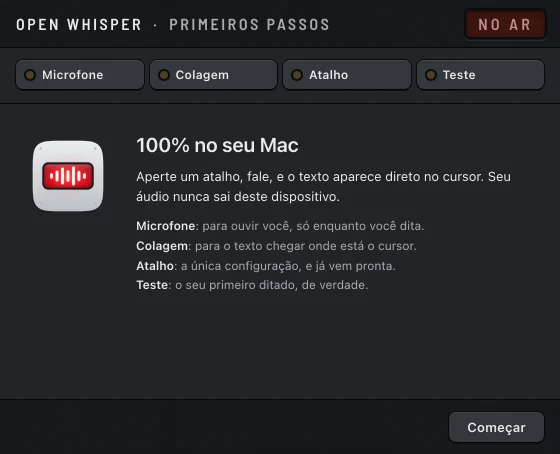 OPEN WHISPER · PRIMEIROS PASSOS
NO AR
Microfone
Colagem
Atalho
Teste
100% no seu Mac
Aperte um atalho, fale, e o texto aparece direto no cursor. Seu
áudio nunca sai deste dispositivo.
Microfone: para ouvir você, só enquanto você dita.
Colagem: para o texto chegar onde está o cursor.
Atalho: a única configuração, e já vem pronta.
Teste: o seu primeiro ditado, de verdade.
Começar